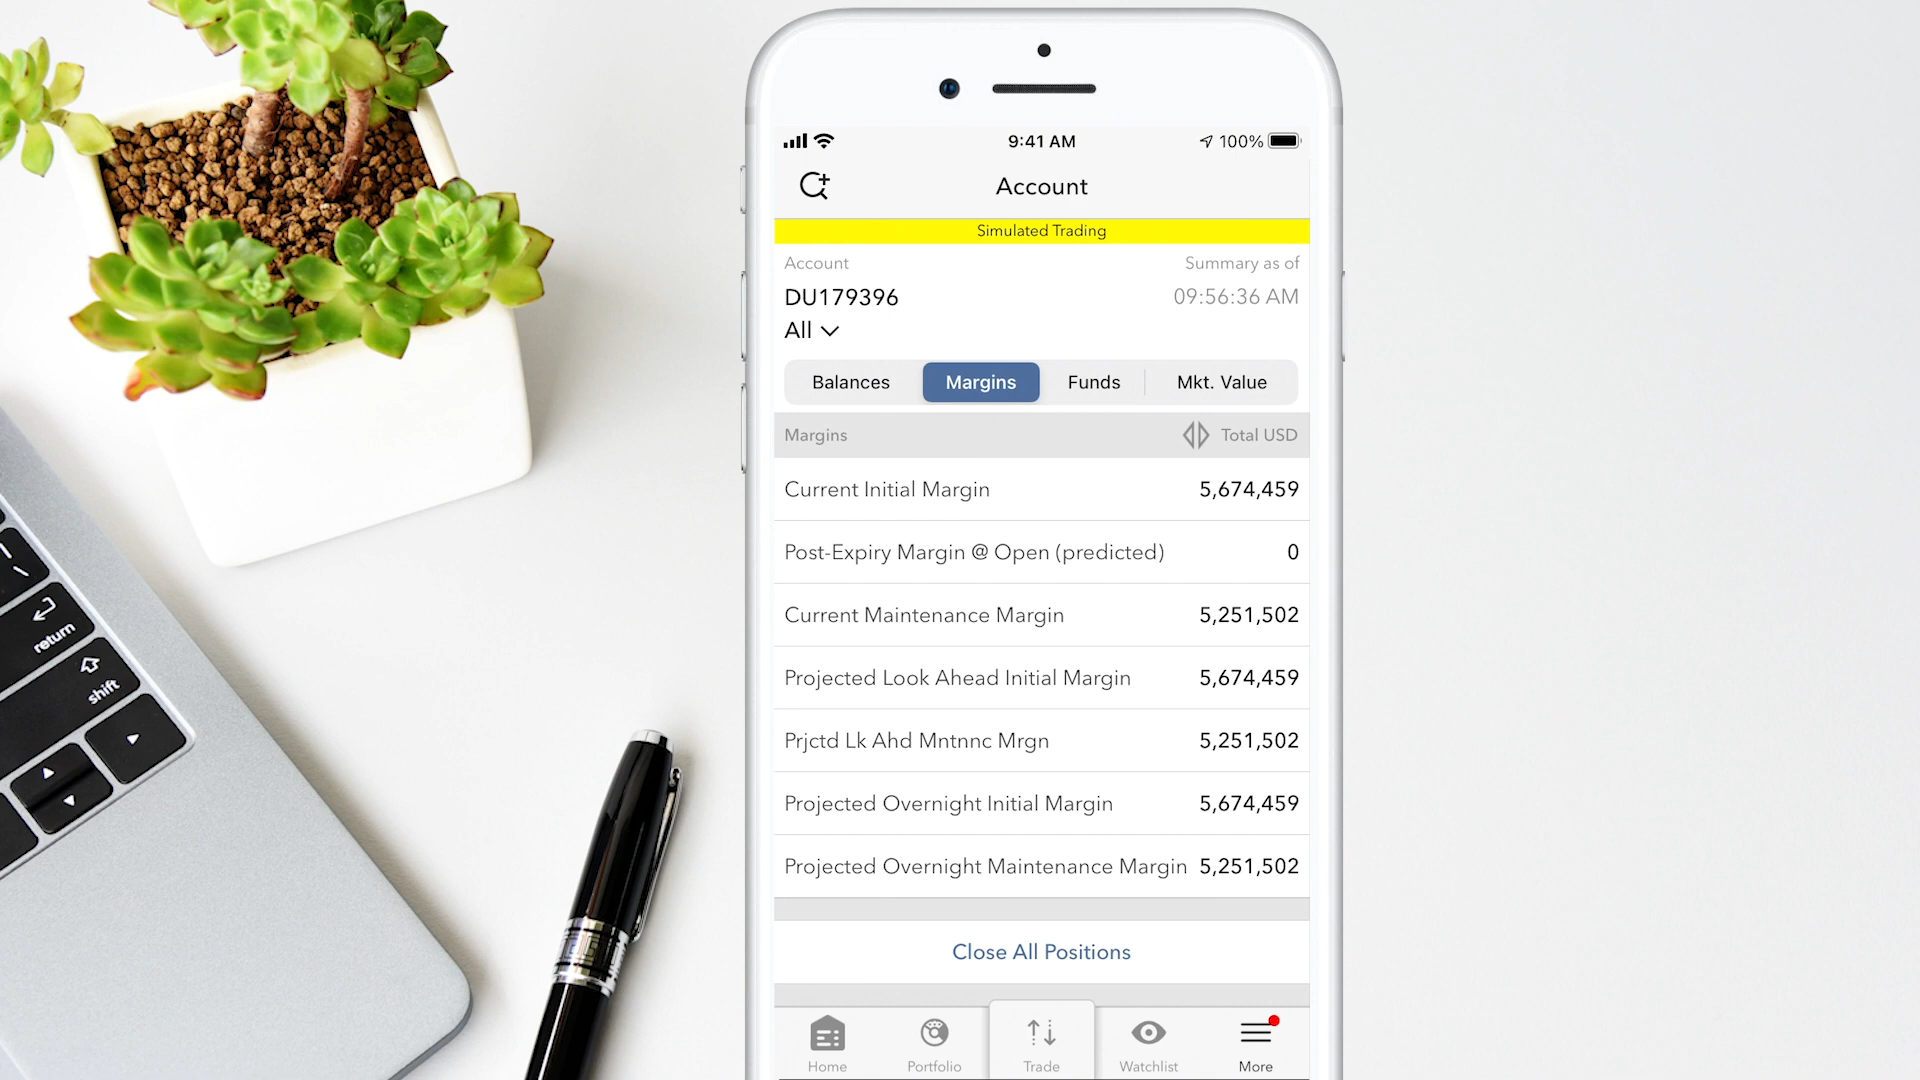 9:41 AM
100%
Account
Simulated Trading
Account
Summary as of
DU179396
09:56:36 AM
All
Balances
Margins
Funds
Mkt. Value
Margins
Total USD
Current Initial Margin
5,674,459
Post-Expiry Margin @ Open (predicted)
0
Current Maintenance Margin
5,251,502
Projected Look Ahead Initial Margin
5,674,459
Prjctd Lk Ahd Mntnnc Mrgn
5,251,502
Projected Overnight Initial Margin
5,674,459
Projected Overnight Maintenance Margin
5,251,502
Close All Positions
Home
Portfolio
Trade
Watchlist
More
return
shift